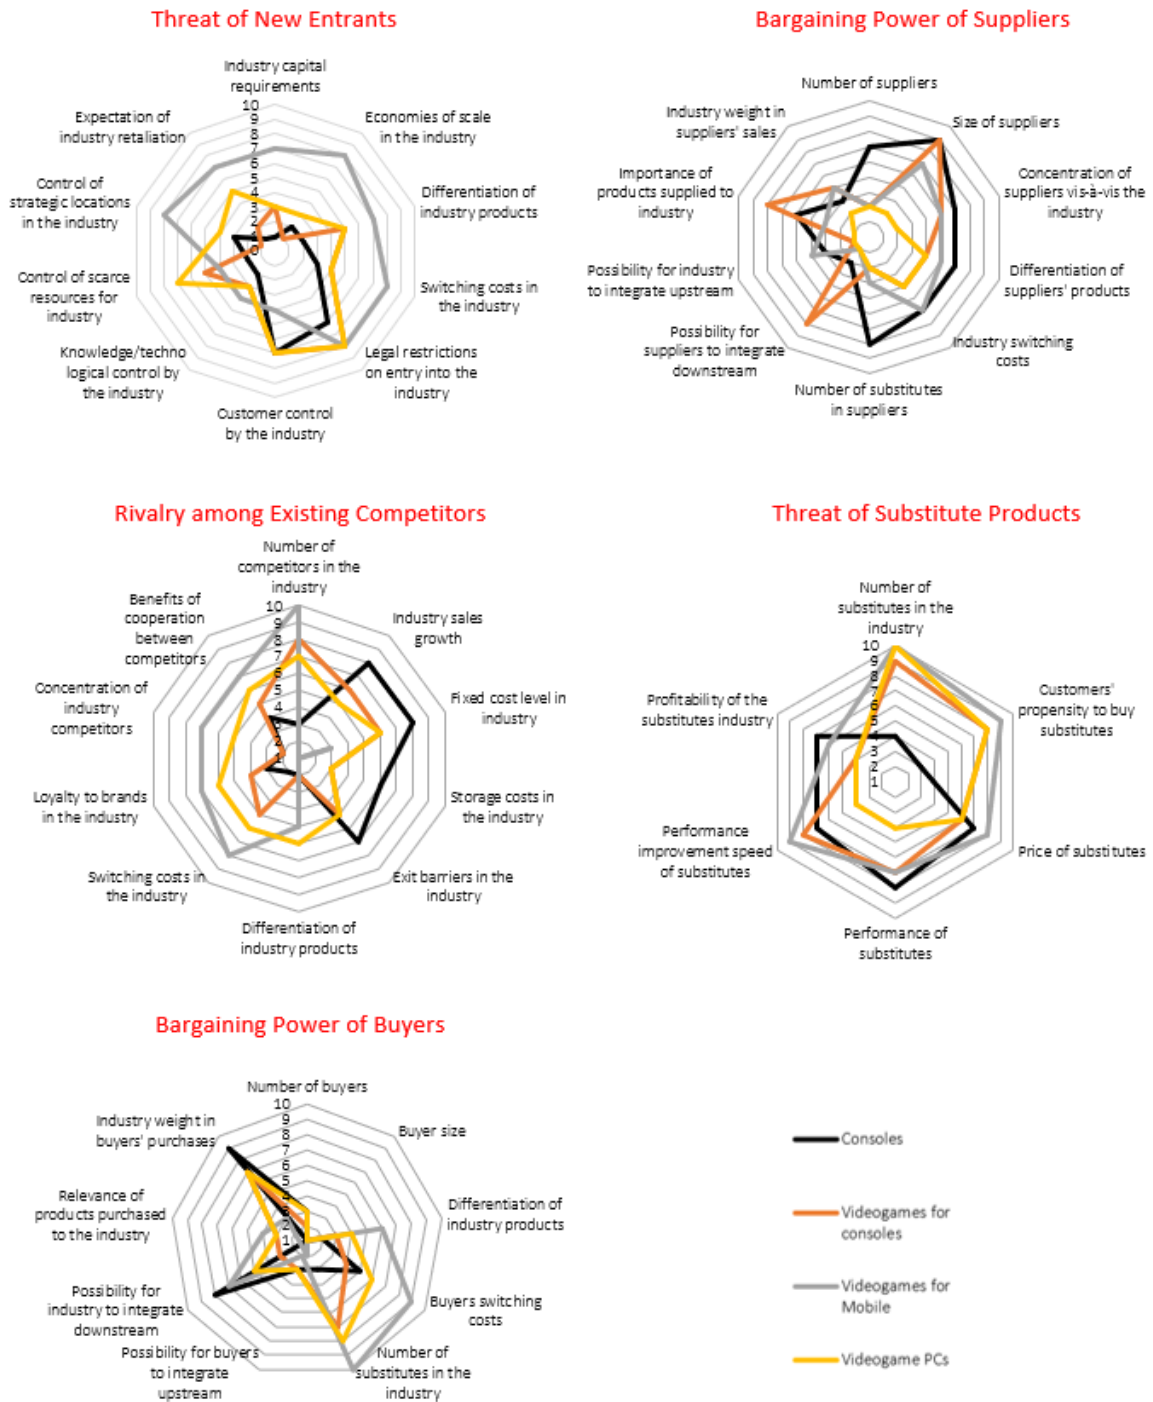 Threat of New Entrants
Industry capital
requirements
Economies of scale
in the industry
Differentiation of
industry products
Switching costs in
the industry
Legal restrictions
on entry into the
industry
Customer control
by the industry
Knowledge/techno
logical control by
the industry
Control of scarce
resources for
industry
Control of
strategic locations
in the industry
Expectation of
industry retaliation
10
9
8
7
6
5
4
3
2
1
0
Bargaining Power of Suppliers
Number of suppliers
Size of suppliers
Concentration of
suppliers vis-à-vis the
industry
Differentiation of
suppliers' products
Industry switching
costs
Number of substitutes
in suppliers
Possibility for
suppliers to integrate
downstream
Possibility for industry
to integrate upstream
Importance of
products supplied to
industry
Industry weight in
suppliers' sales
Rivalry among Existing Competitors
Number of
competitors in the
industry
Industry sales
growth
Fixed cost level in
industry
Storage costs in
the industry
Exit barriers in the
industry
Differentiation of
industry products
Switching costs in
the industry
Loyalty to brands
in the industry
Concentration of
industry
competitors
Benefits of
cooperation
between
competitors
10
9
8
7
6
5
4
3
2
1
Threat of Substitute Products
Number of
substitutes in the
industry
Customers'
propensity to buy
substitutes
Price of substitutes
Performance of
substitutes
Performance
improvement speed
of substitutes
Profitability of the
substitutes industry
10
9
8
7
6
5
4
3
2
1
Bargaining Power of Buyers
Number of buyers
Buyer size
Differentiation of
industry products
Buyers switching
costs
Number of
substitutes in the
industry
Possibility for buyers
to integrate
upstream
Possibility for
industry to integrate
downstream
Relevance of
products purchased
to the industry
Industry weight in
buyers' purchases
10
9
8
7
6
5
4
3
2
1
Consoles
Videogames for
consoles
Videogames for
Mobile
Videogame PCs